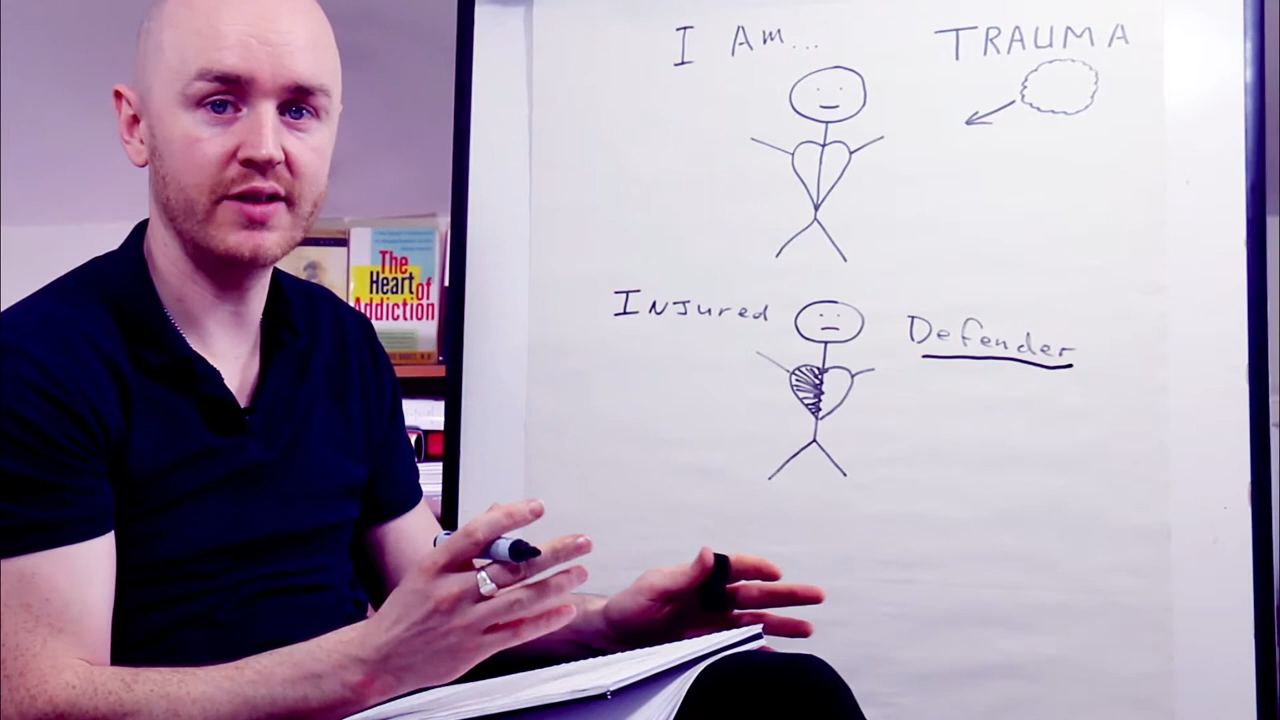 I Am...
TRAUMA
Injured
Defender
The
Heart
of
Addiction